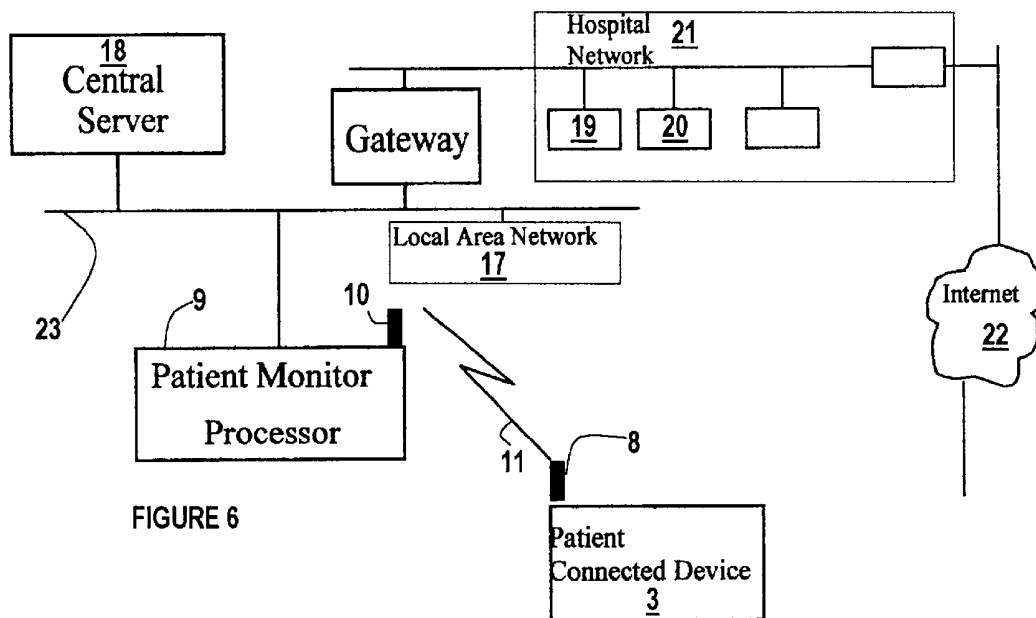 18
Central
Server
Hospital 21
Network
Gateway
19
20
Local Area Network
17
Internet
22
23
9
10
Patient Monitor
Processor
11
8
FIGURE 6
Patient
Connected Device
3